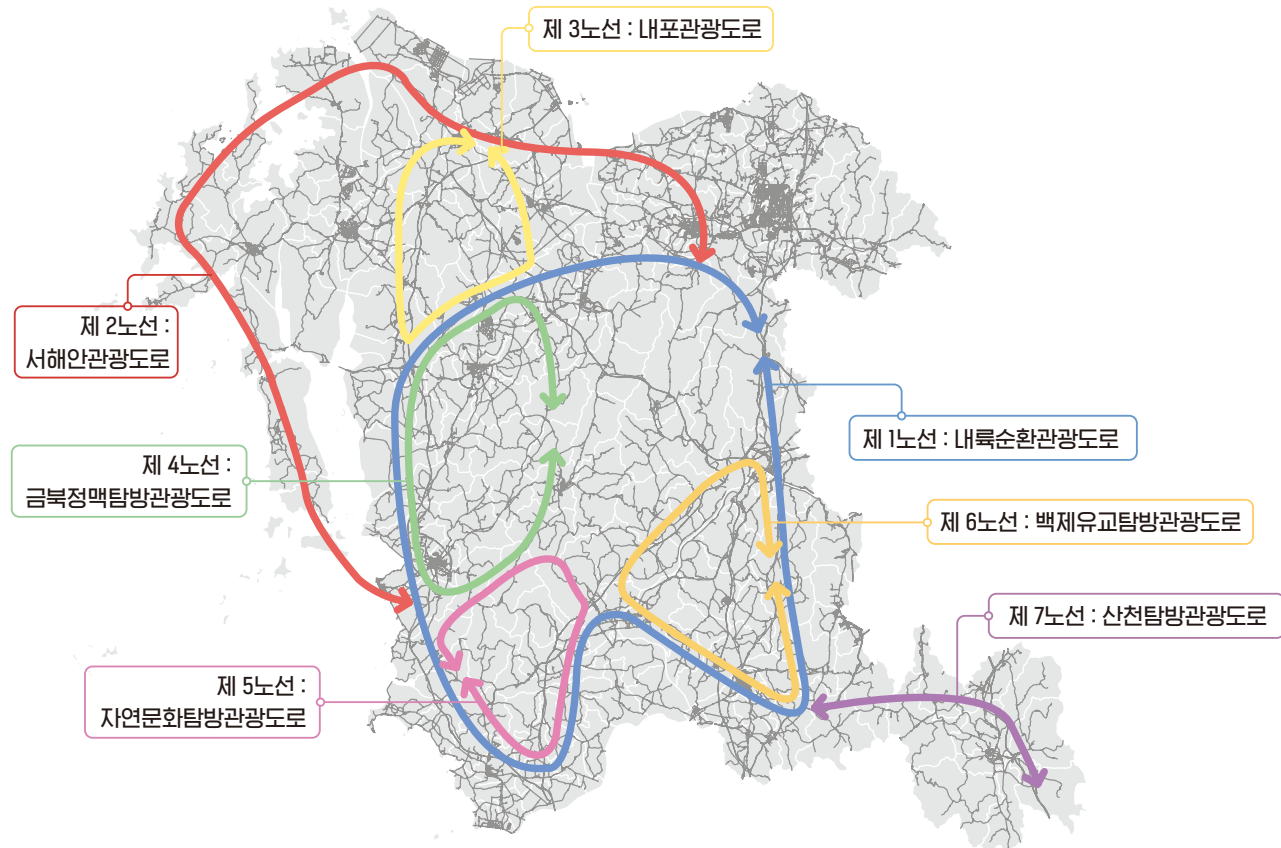 제 3노선 : 내포관광도로
제 2노선 :
서해안관광도로
제 1노선 : 내륙순환관광도로
제 4노선 :
금북정맥탐방관광도로
제 6노선 : 백제유교탐방관광도로
제 7노선 : 산천탐방관광도로
제 5노선 :
자연문화탐방관광도로